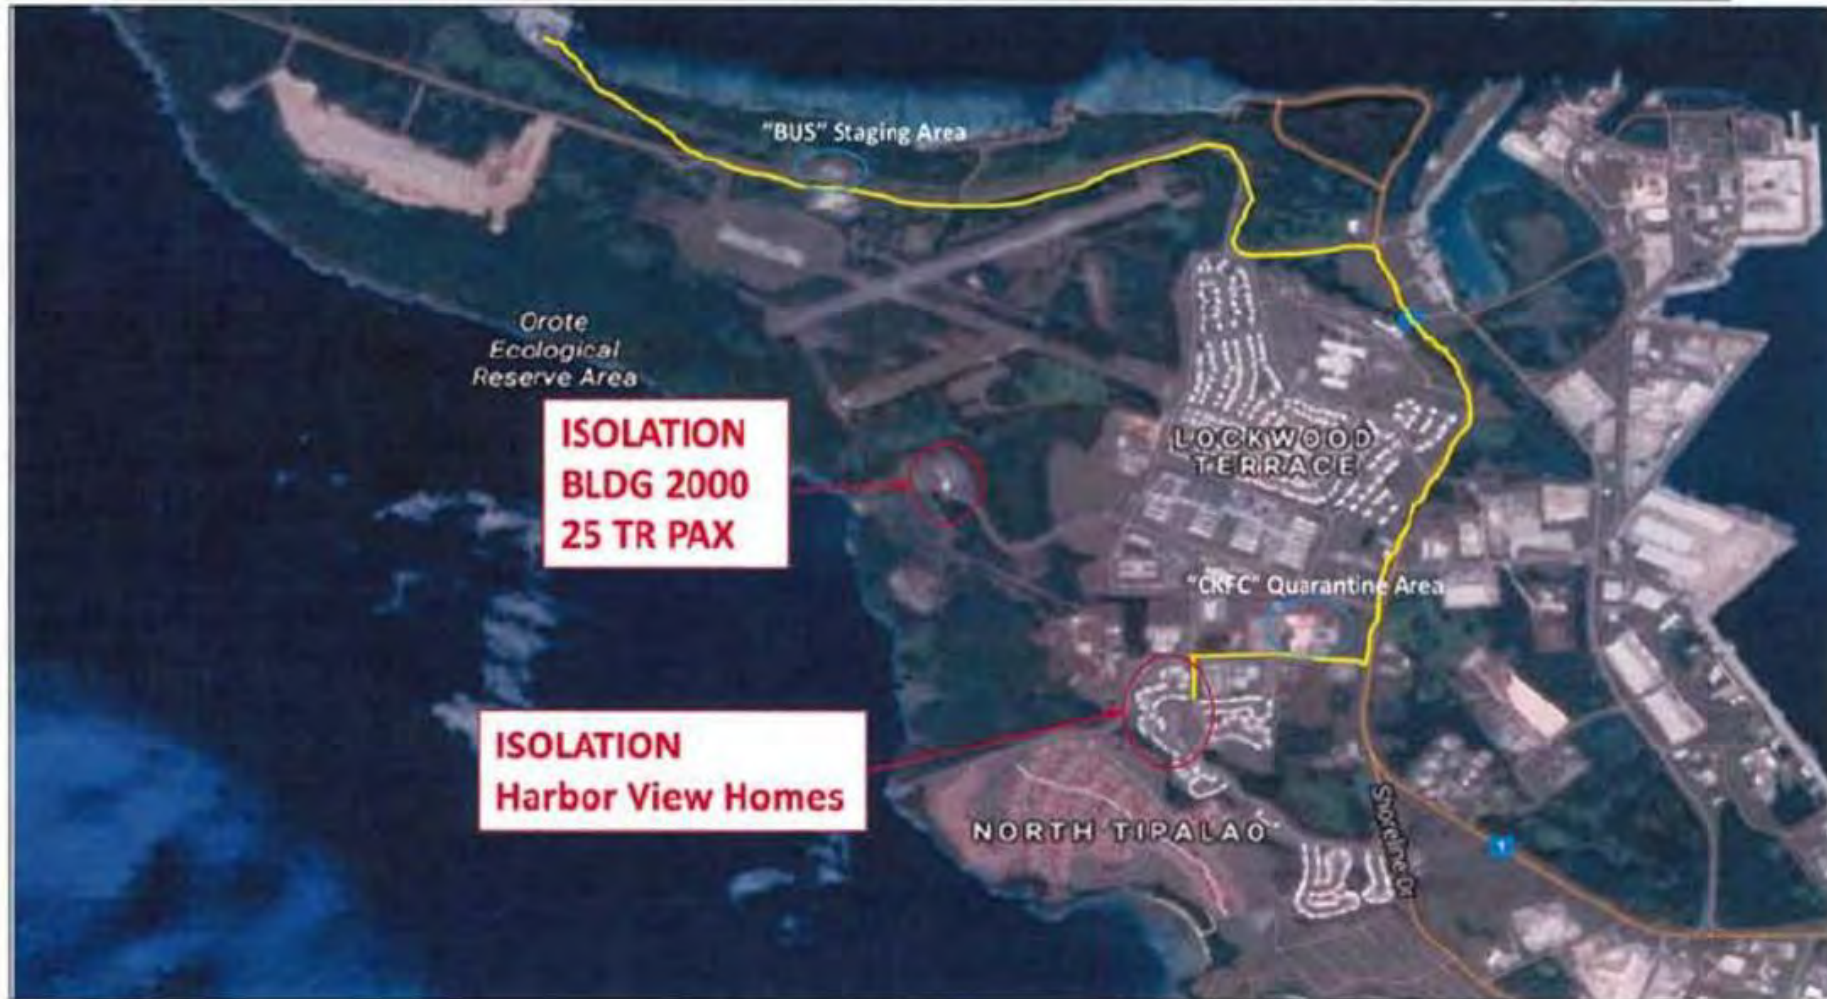 "BUS" Staging Area
Orote
Ecological
Reserve Area
ISOLATION
BLDG 2000
25 TR PAX
LOCKWOOD
TERRACE
"CKFC" Quarantine Area
ISOLATION
Harbor View Homes
NORTH TIPALAO
Shoreline Dr
1